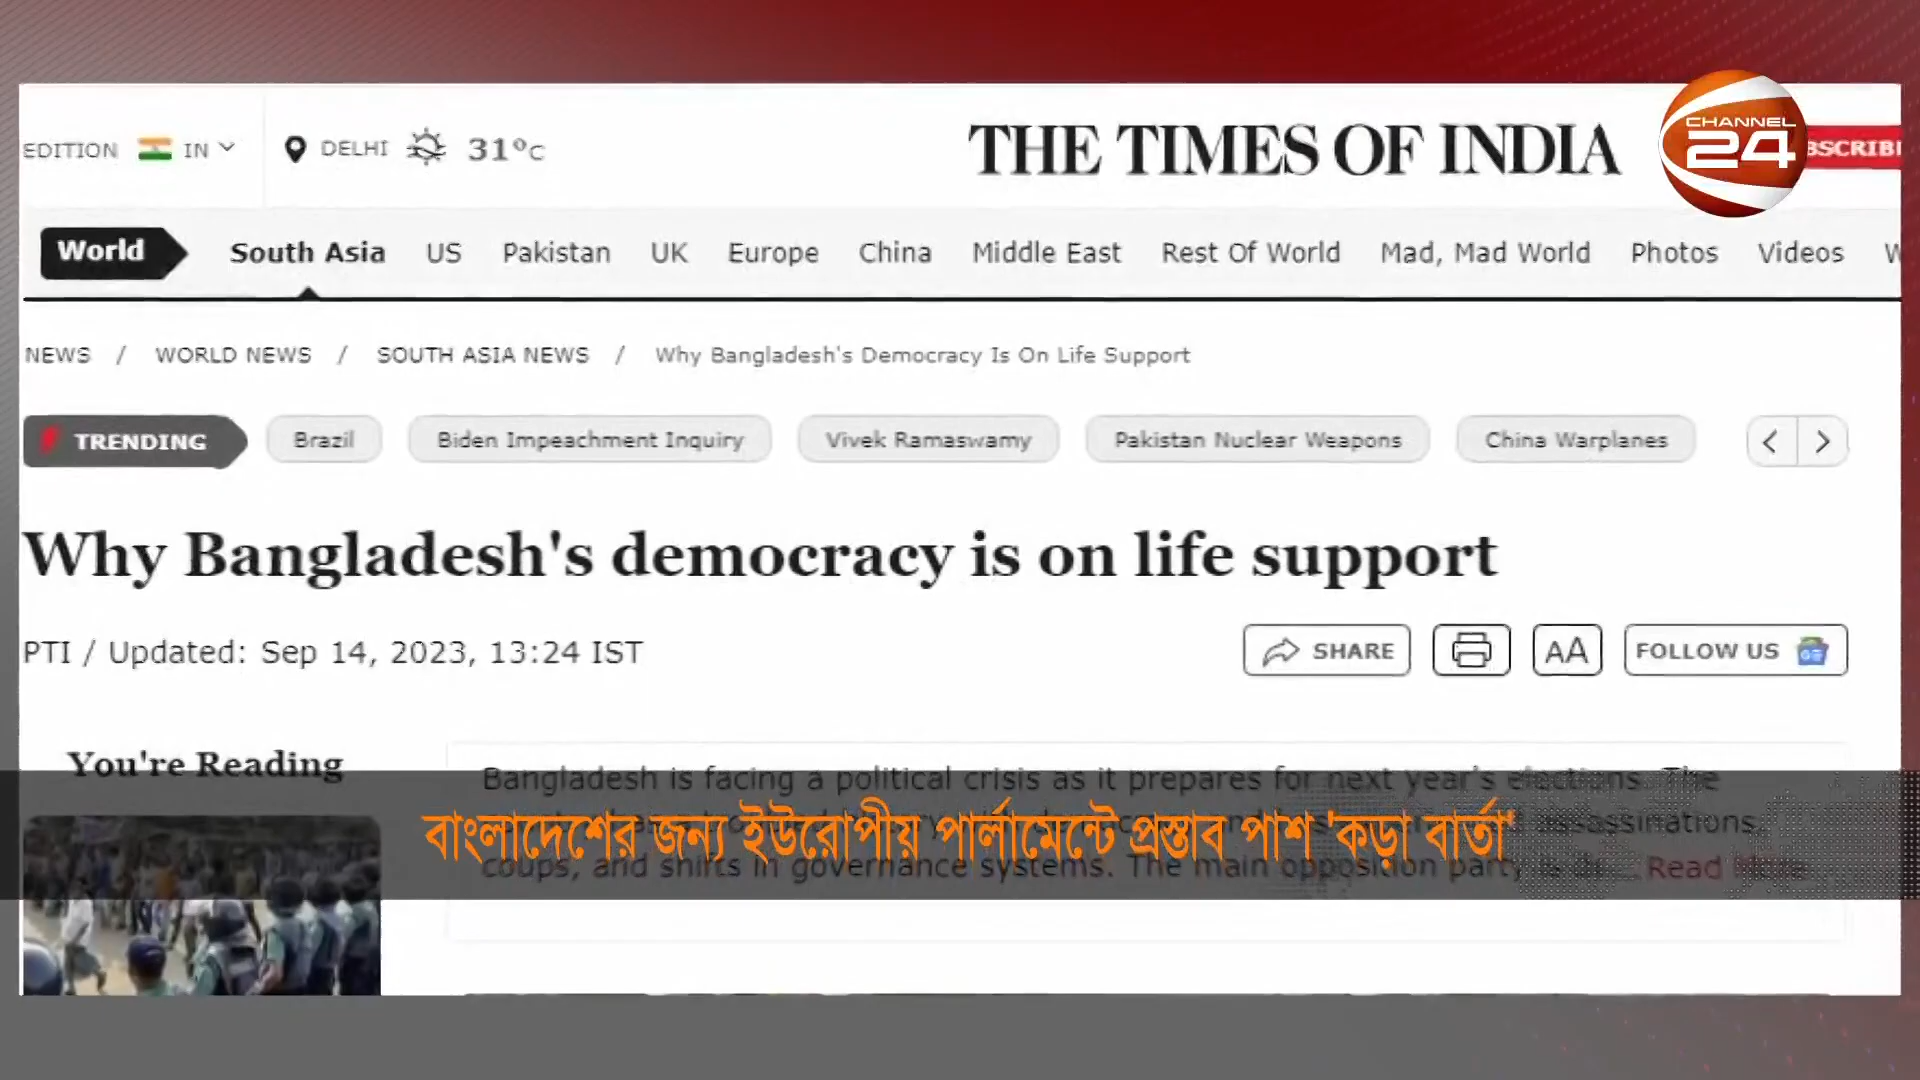 EDITION IN DELHI 31°C THE TIMES OF INDIA
CHANNEL 24
World South Asia US Pakistan UK Europe China Middle East Rest Of World Mad, Mad World Photos Videos
NEWS / WORLD NEWS / SOUTH ASIA NEWS / Why Bangladesh's Democracy Is On Life Support
TRENDING Brazil Biden Impeachment Inquiry Vivek Ramaswamy Pakistan Nuclear Weapons China Warplanes
Why Bangladesh's democracy is on life support
PTI / Updated: Sep 14, 2023, 13:24 IST SHARE AA FOLLOW US
You're Reading
Bangladesh is facing a political crisis as it prepares for next year's elections. The
বাংলাদেশের জন্য ইউরোপীয় পার্লামেন্টে প্রস্তাব পাশ 'কড়া বার্তা'
assassinations,
coups, and shifts in governance systems. The main opposition party is Read More